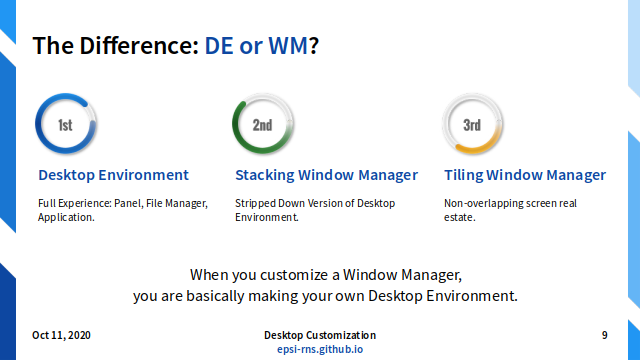 The Difference: DE or WM?
1st
2nd
3rd
Desktop Environment
Stacking Window Manager
Tiling Window Manager
Full Experience: Panel, File Manager,
Application.
Stripped Down Version of Desktop
Environment.
Non-overlapping screen real
estate.
When you customize a Window Manager,
you are basically making your own Desktop Environment.
Oct 11, 2020
Desktop Customization
9
epsi-rns.github.io